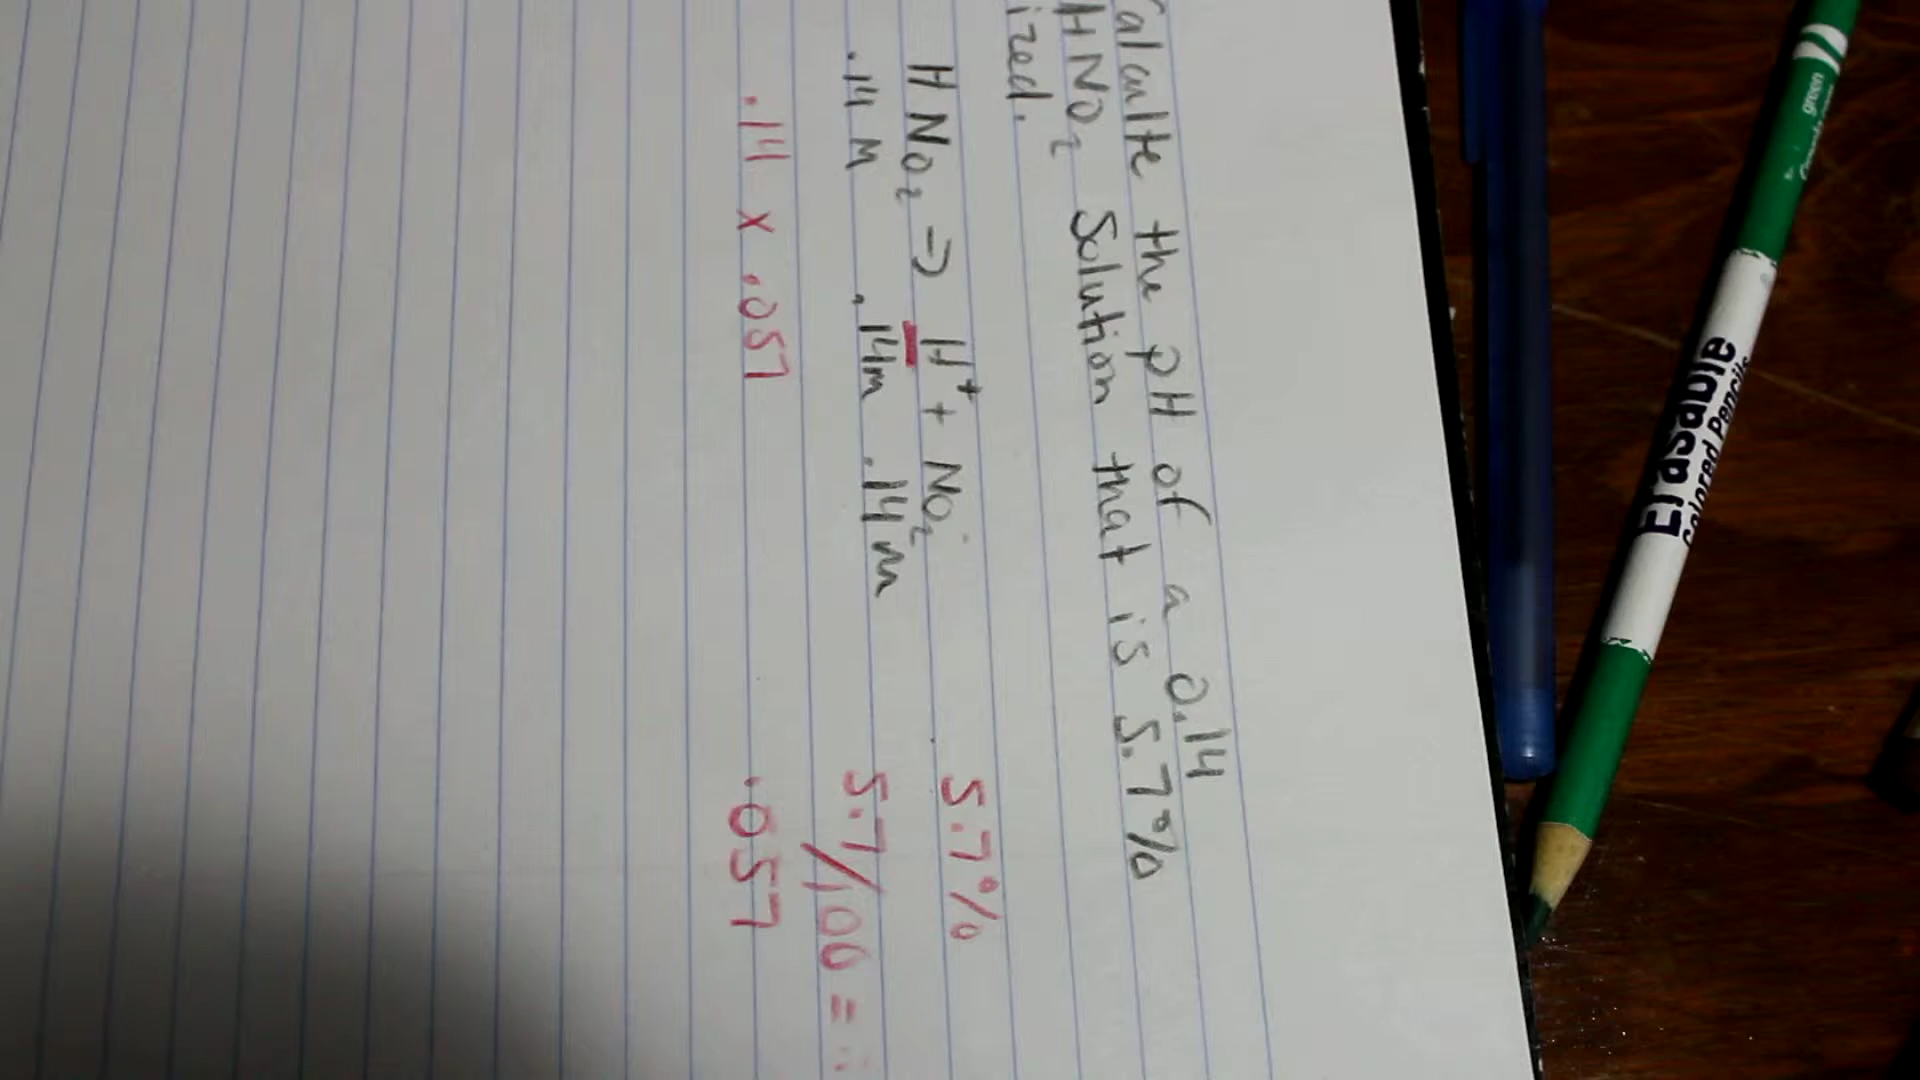 alculte the pH of a 0.14
HNO₂ Solution that is 5.7%
ized.
HNO₂ → H⁺ + NO₂⁻
.14 M .14m .14m
.14 x .057
5.7%
5.7/100 =
.057
green
Erasable
Colored Pencils